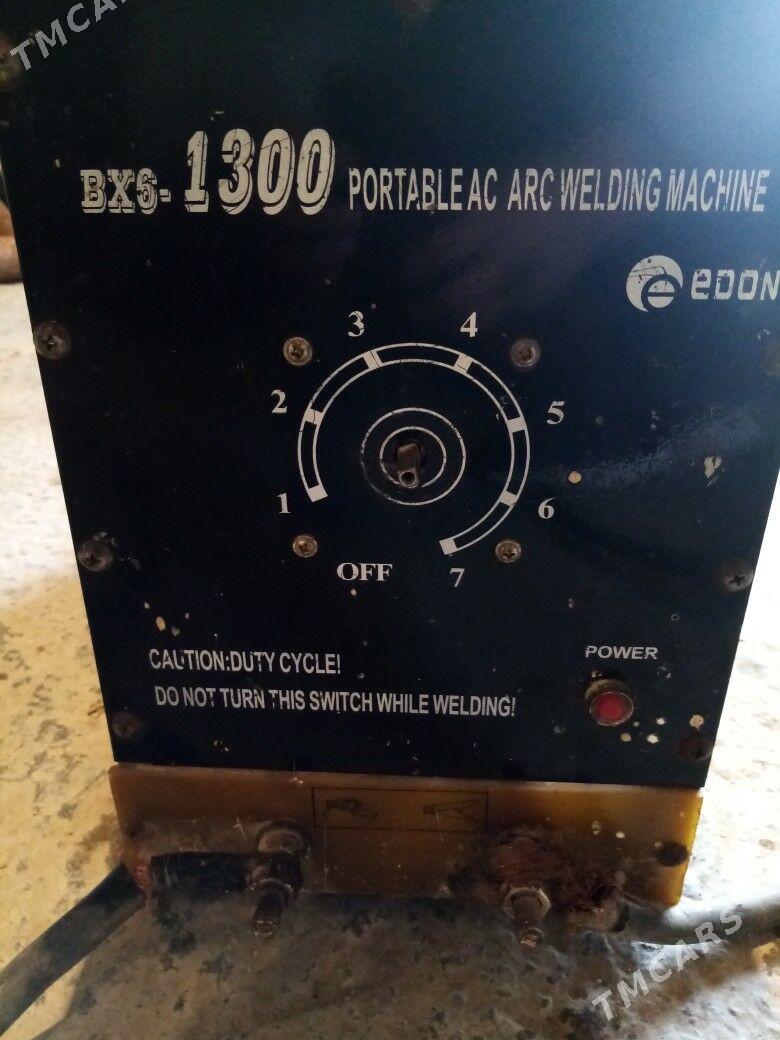 TMCARS
BX6-1300 PORTABLE AC ARC WELDING MACHINE
EDON
3 4
2 5
1 6
OFF 7
POWER
CAUTION:DUTY CYCLE!
DO NOT TURN THIS SWITCH WHILE WELDING!
TMCARS